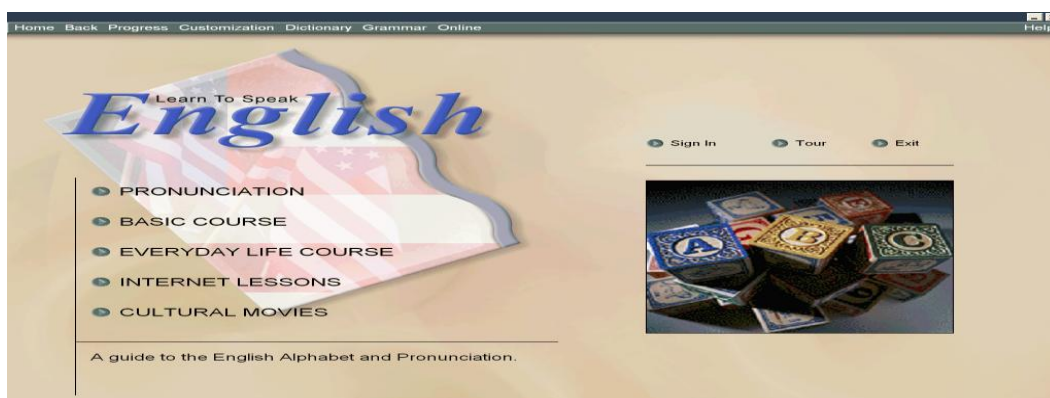 Home Back Progress Customization Dictionary Grammar Online Help
Learn To Speak
English
Sign In Tour Exit
PRONUNCIATION
BASIC COURSE
EVERYDAY LIFE COURSE
INTERNET LESSONS
CULTURAL MOVIES
A guide to the English Alphabet and Pronunciation.
A B C